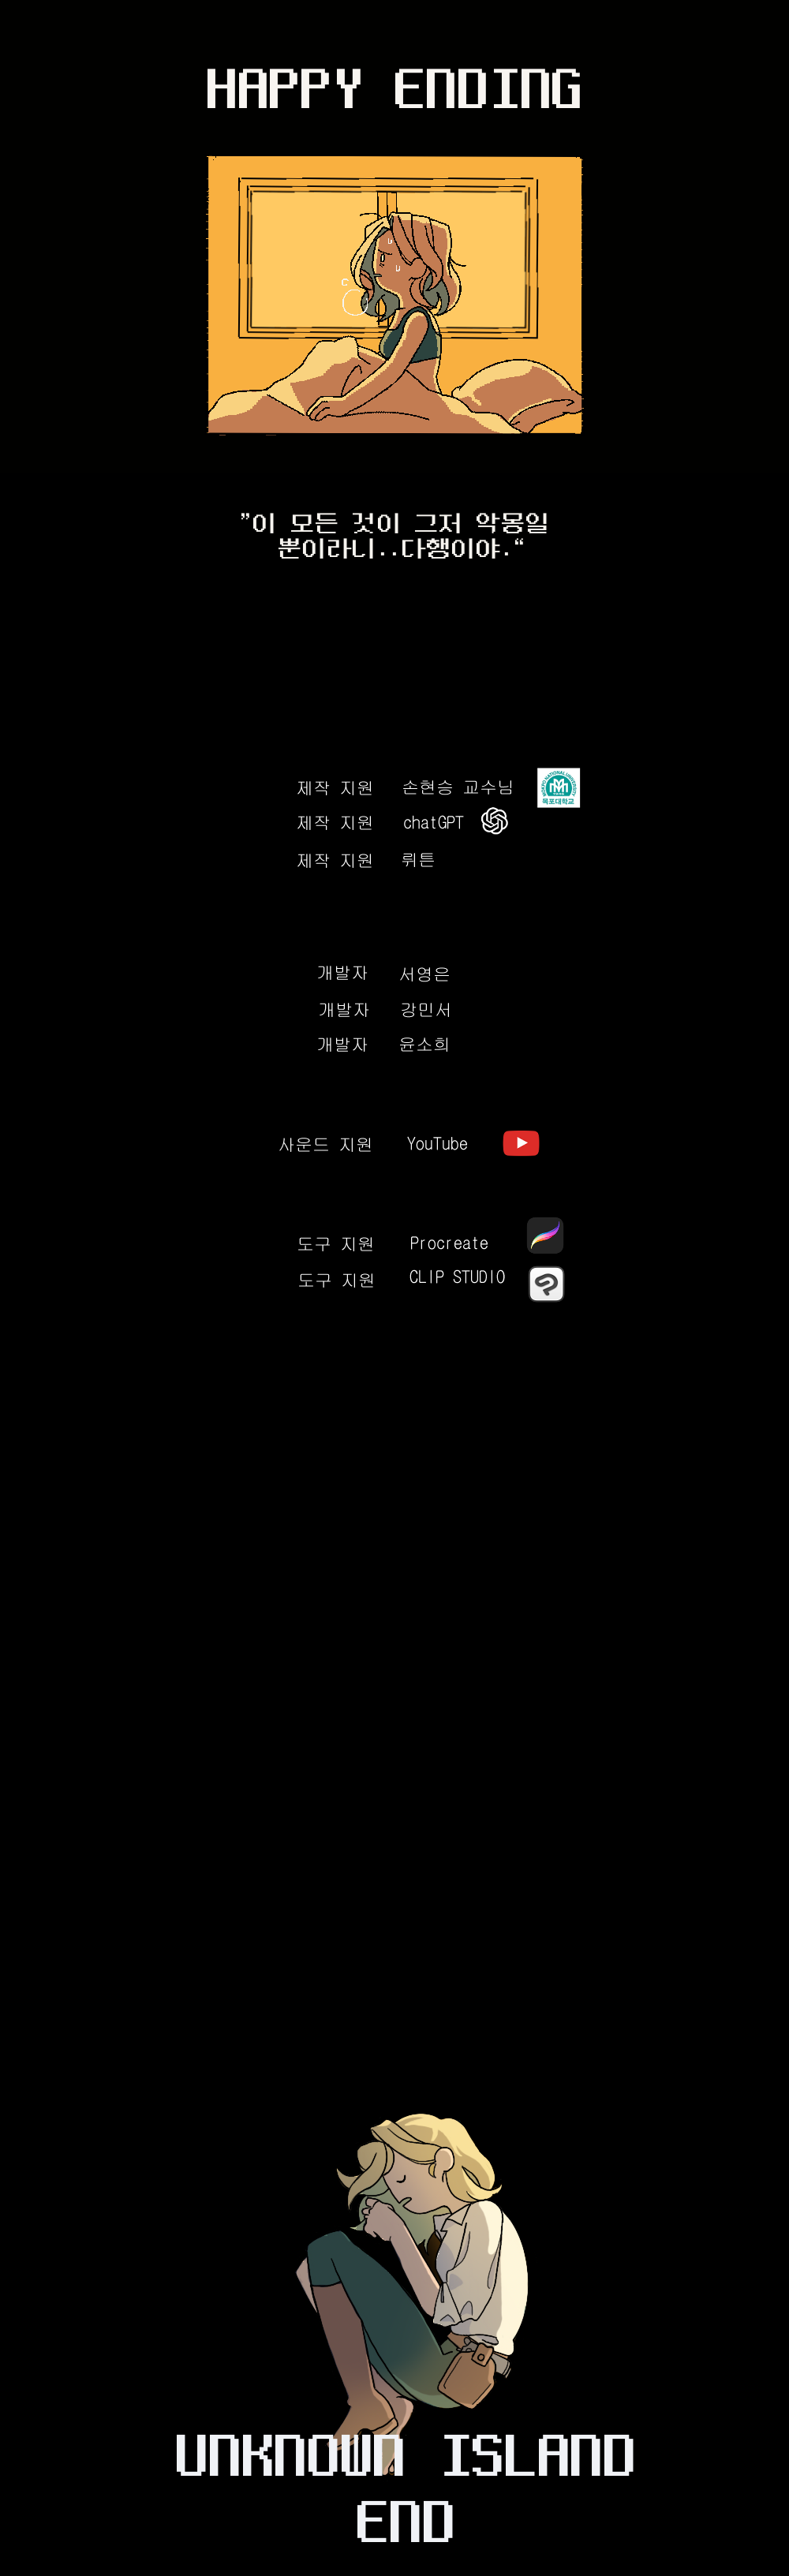 HAPPY ENDING
"이 모든 것이 그저 악몽일
뿐이라니..다행이야."
제작 지원 손현승 교수님
MOKPO NATIONAL UNIVERSITY
목포대학교
제작 지원 chatGPT
제작 지원 뤼튼
개발자 서영은
개발자 강민서
개발자 윤소희
사운드 지원 YouTube
도구 지원 Procreate
도구 지원 CLIP STUDIO
UNKNOWN ISLAND
END